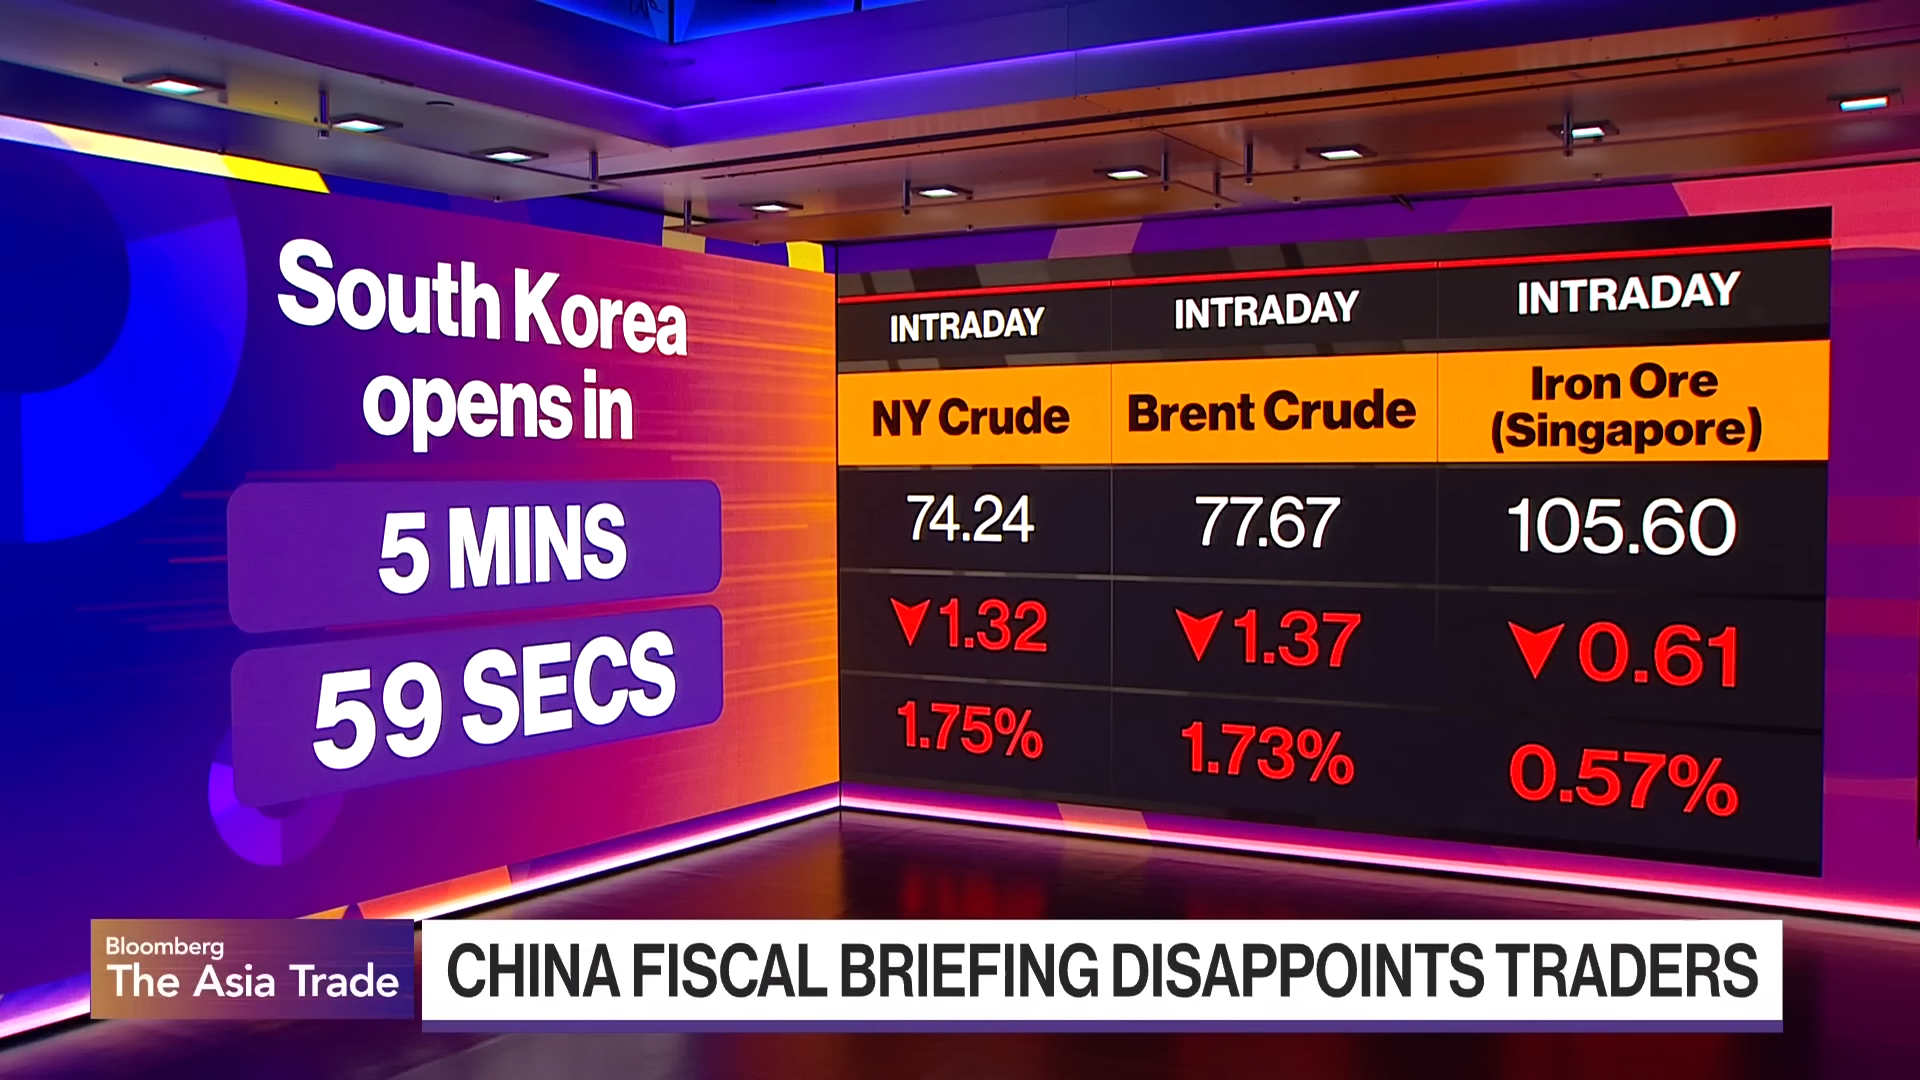 South Korea
opens in
5 MINS
59 SECS
INTRADAY
INTRADAY
INTRADAY
NY Crude
Brent Crude
Iron Ore
(Singapore)
74.24
77.67
105.60
▼1.32
▼1.37
▼0.61
1.75%
1.73%
0.57%
Bloomberg
The Asia Trade
CHINA FISCAL BRIEFING DISAPPOINTS TRADERS